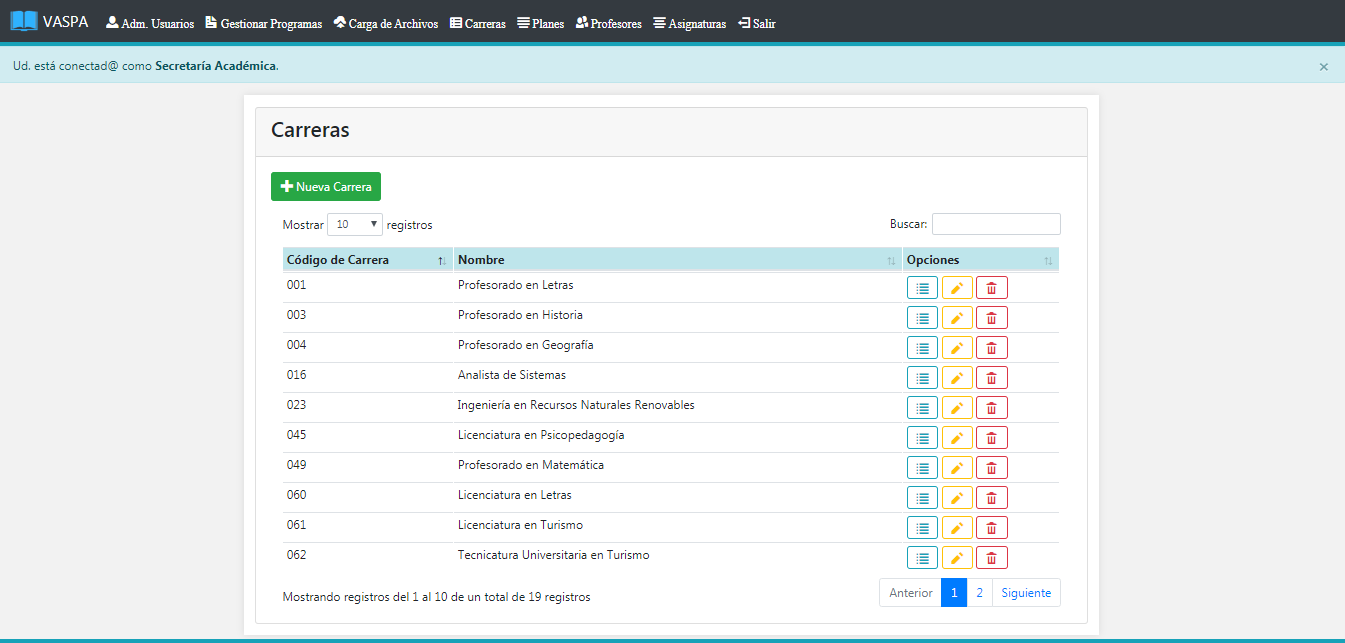 VASPA Adm. Usuarios Gestionar Programas Carga de Archivos Carreras Planes Profesores Asignaturas Salir
Ud. está conectad@ como Secretaría Académica. ×
Carreras
Nueva Carrera
Mostrar 10 registros Buscar:
Código de Carrera Nombre Opciones
001 Profesorado en Letras
003 Profesorado en Historia
004 Profesorado en Geografía
016 Analista de Sistemas
023 Ingeniería en Recursos Naturales Renovables
045 Licenciatura en Psicopedagogía
049 Profesorado en Matemática
060 Licenciatura en Letras
061 Licenciatura en Turismo
062 Tecnicatura Universitaria en Turismo
Mostrando registros del 1 al 10 de un total de 19 registros Anterior 1 2 Siguiente